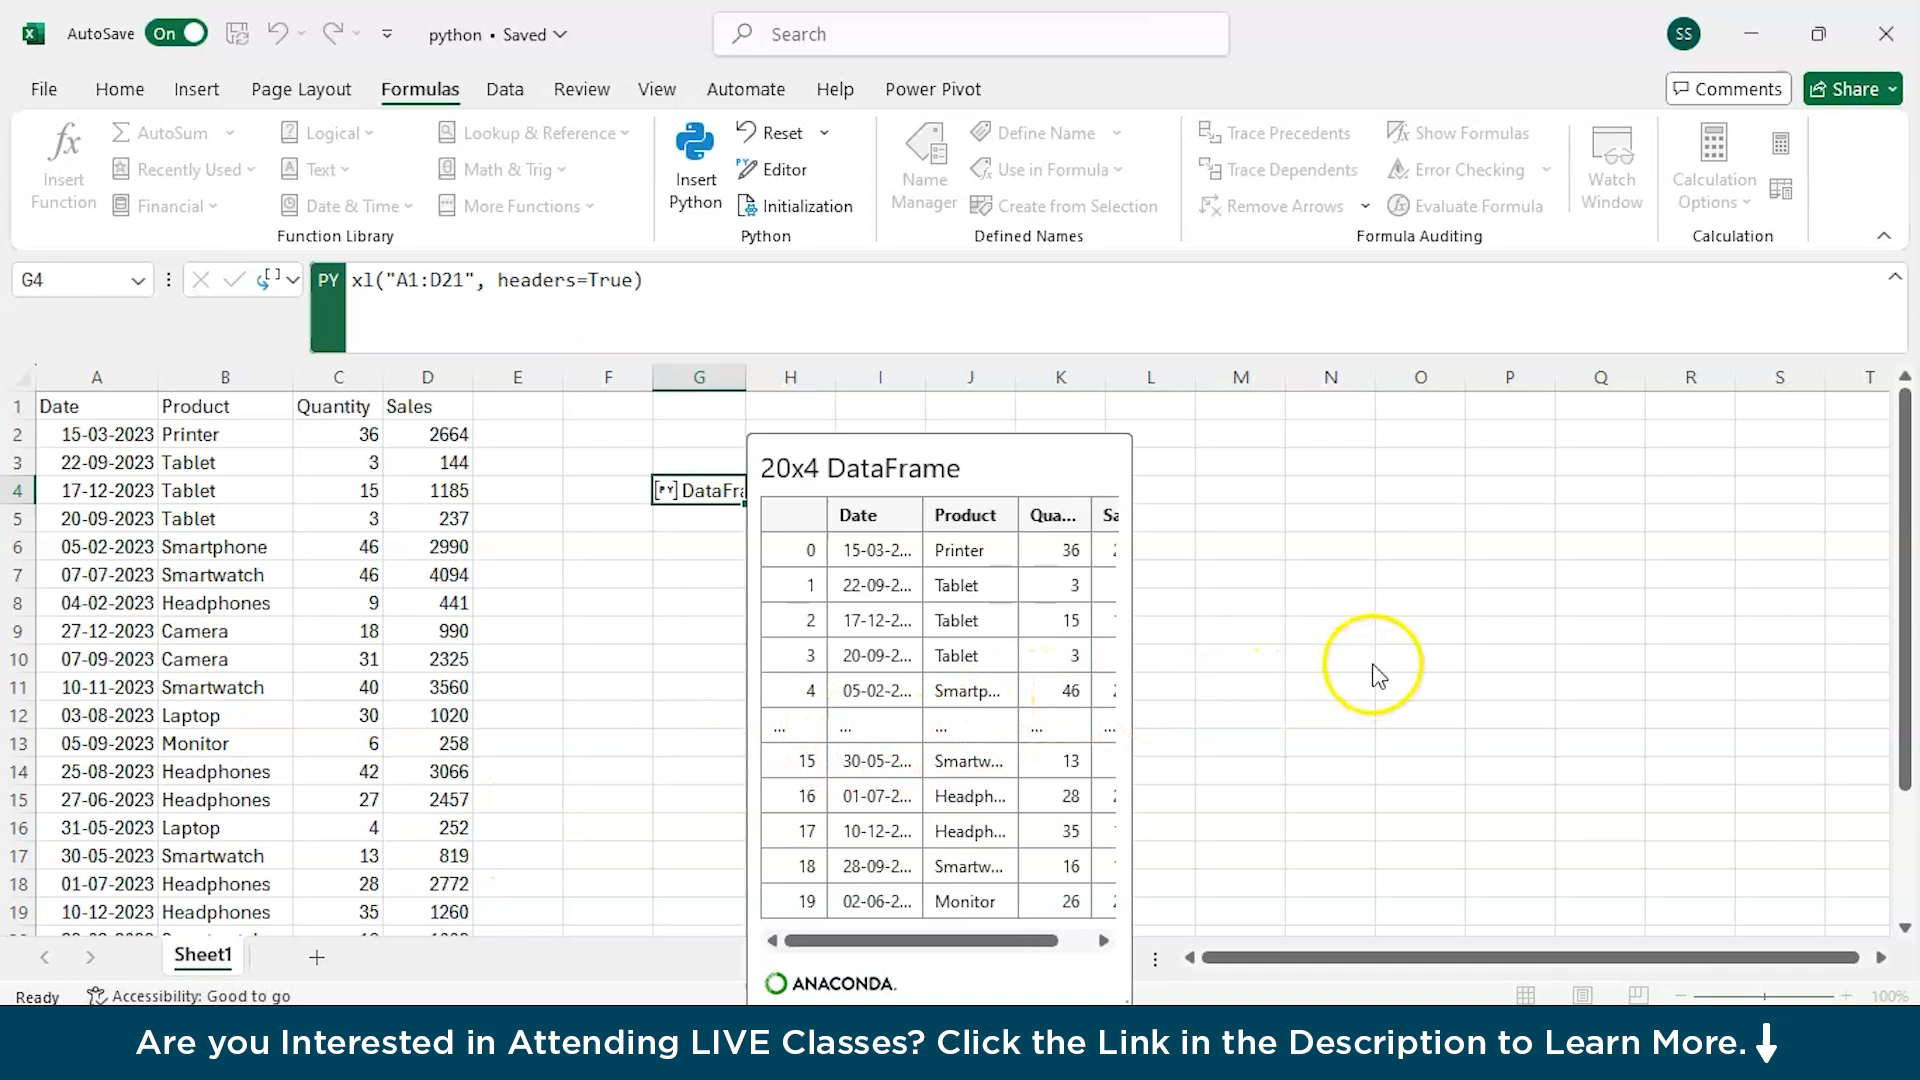 AutoSave On python • Saved Search SS
File Home Insert Page Layout Formulas Data Review View Automate Help Power Pivot Comments Share
fx Insert Function
AutoSum
Recently Used
Financial
Logical
Text
Date & Time
Lookup & Reference
Math & Trig
More Functions
Function Library
Insert Python
Reset
Editor
Initialization
Python
Name Manager
Define Name
Use in Formula
Create from Selection
Defined Names
Trace Precedents
Trace Dependents
Remove Arrows
Show Formulas
Error Checking
Evaluate Formula
Formula Auditing
Watch Window
Calculation Options
Calculation
G4 PY xl("A1:D21", headers=True)
A B C D E F G H I J K L M N O P Q R S T
1 Date Product Quantity Sales
2 15-03-2023 Printer 36 2664
3 22-09-2023 Tablet 3 144
4 17-12-2023 Tablet 15 1185
5 20-09-2023 Tablet 3 237
6 05-02-2023 Smartphone 46 2990
7 07-07-2023 Smartwatch 46 4094
8 04-02-2023 Headphones 9 441
9 27-12-2023 Camera 18 990
10 07-09-2023 Camera 31 2325
11 10-11-2023 Smartwatch 40 3560
12 03-08-2023 Laptop 30 1020
13 05-09-2023 Monitor 6 258
14 25-08-2023 Headphones 42 3066
15 27-06-2023 Headphones 27 2457
16 31-05-2023 Laptop 4 252
17 30-05-2023 Smartwatch 13 819
18 01-07-2023 Headphones 28 2772
19 10-12-2023 Headphones 35 1260
[PY] DataFra
20x4 DataFrame
Date Product Qua... Sa
0 15-03-2... Printer 36
1 22-09-2... Tablet 3
2 17-12-2... Tablet 15
3 20-09-2... Tablet 3
4 05-02-2... Smartp... 46
... ... ... ... ...
15 30-05-2... Smartw... 13
16 01-07-2... Headph... 28
17 10-12-2... Headph... 35
18 28-09-2... Smartw... 16
19 02-06-2... Monitor 26
ANACONDA.
Sheet1
Ready Accessibility: Good to go 100%
Are you Interested in Attending LIVE Classes? Click the Link in the Description to Learn More.